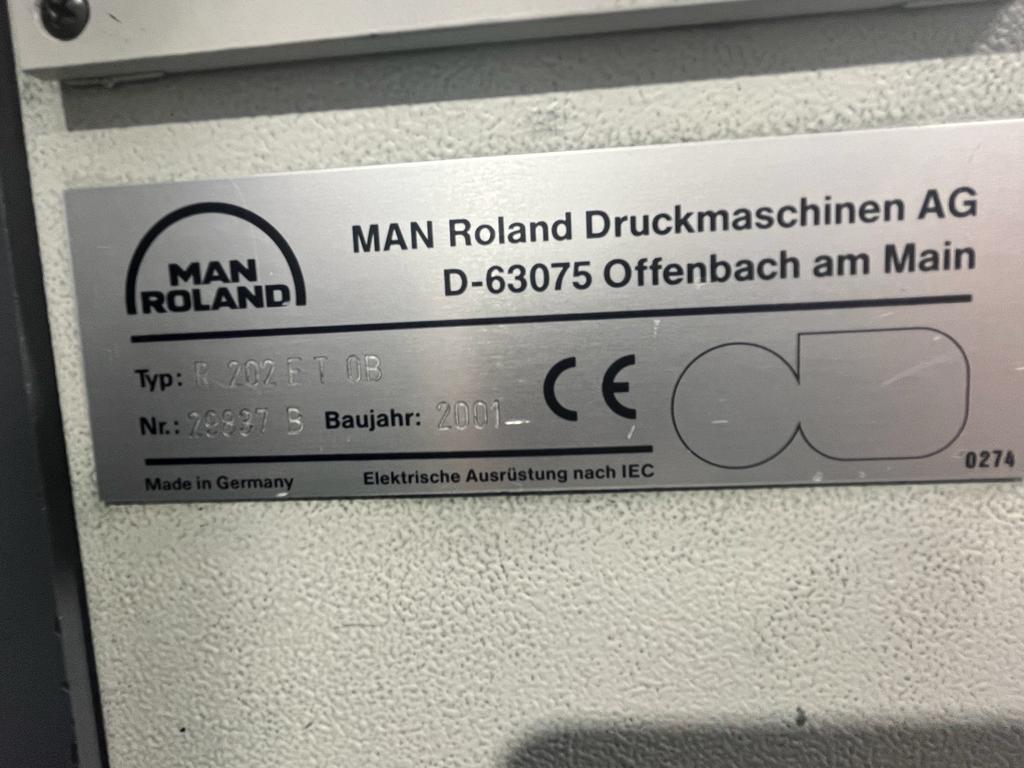 MAN
ROLAND
MAN Roland Druckmaschinen AG
D-63075 Offenbach am Main
Typ: R 202 E T OB
Nr.: B Baujahr: 2001
CE
0274
Made in Germany Elektrische Ausrüstung nach IEC